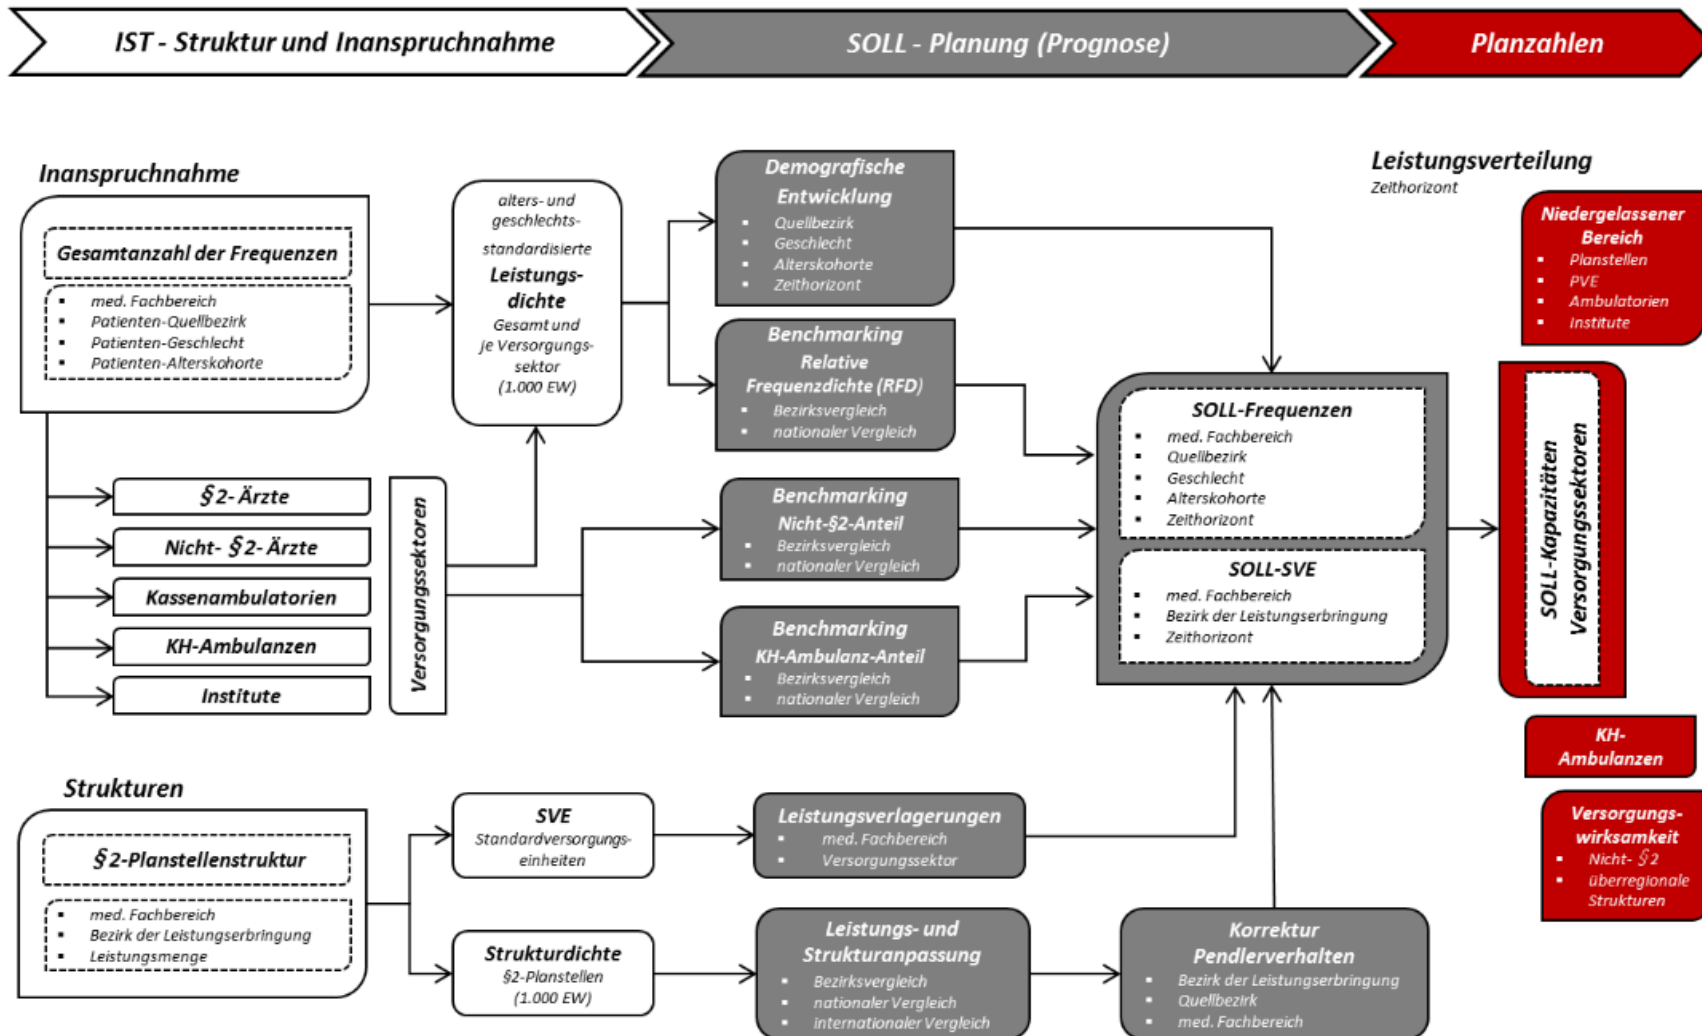 IST - Struktur und Inanspruchnahme
SOLL - Planung (Prognose)
Planzahlen
Inanspruchnahme
Gesamtanzahl der Frequenzen
med. Fachbereich
Patienten-Quellbezirk
Patienten-Geschlecht
Patienten-Alterskohorte
§2- Ärzte
Nicht- §2- Ärzte
Kassenambulatorien
KH-Ambulanzen
Institute
Versorgungssektoren
alters- und
geschlechts-
standardisierte
Leistungs-
dichte
Gesamt und
je Versorgungs-
sektor
(1.000 EW)
Demografische
Entwicklung
Quellbezirk
Geschlecht
Alterskohorte
Zeithorizont
Benchmarking
Relative
Frequenzdichte (RFD)
Bezirksvergleich
nationaler Vergleich
Benchmarking
Nicht-§2-Anteil
Bezirksvergleich
nationaler Vergleich
Benchmarking
KH-Ambulanz-Anteil
Bezirksvergleich
nationaler Vergleich
SOLL-Frequenzen
med. Fachbereich
Quellbezirk
Geschlecht
Alterskohorte
Zeithorizont
SOLL-SVE
med. Fachbereich
Bezirk der Leistungserbringung
Zeithorizont
Leistungsverteilung
Zeithorizont
Niedergelassener
Bereich
Planstellen
PVE
Ambulatorien
Institute
SOLL-Kapazitäten
Versorgungssektoren
KH-
Ambulanzen
Versorgungs-
wirksamkeit
Nicht- §2
überregionale
Strukturen
Strukturen
§2-Planstellenstruktur
med. Fachbereich
Bezirk der Leistungserbringung
Leistungsmenge
SVE
Standardversorgungs-
einheiten
Strukturdichte
§2-Planstellen
(1.000 EW)
Leistungsverlagerungen
med. Fachbereich
Versorgungssektor
Leistungs- und
Strukturanpassung
Bezirksvergleich
nationaler Vergleich
internationaler Vergleich
Korrektur
Pendlerverhalten
Bezirk der Leistungserbringung
Quellbezirk
med. Fachbereich